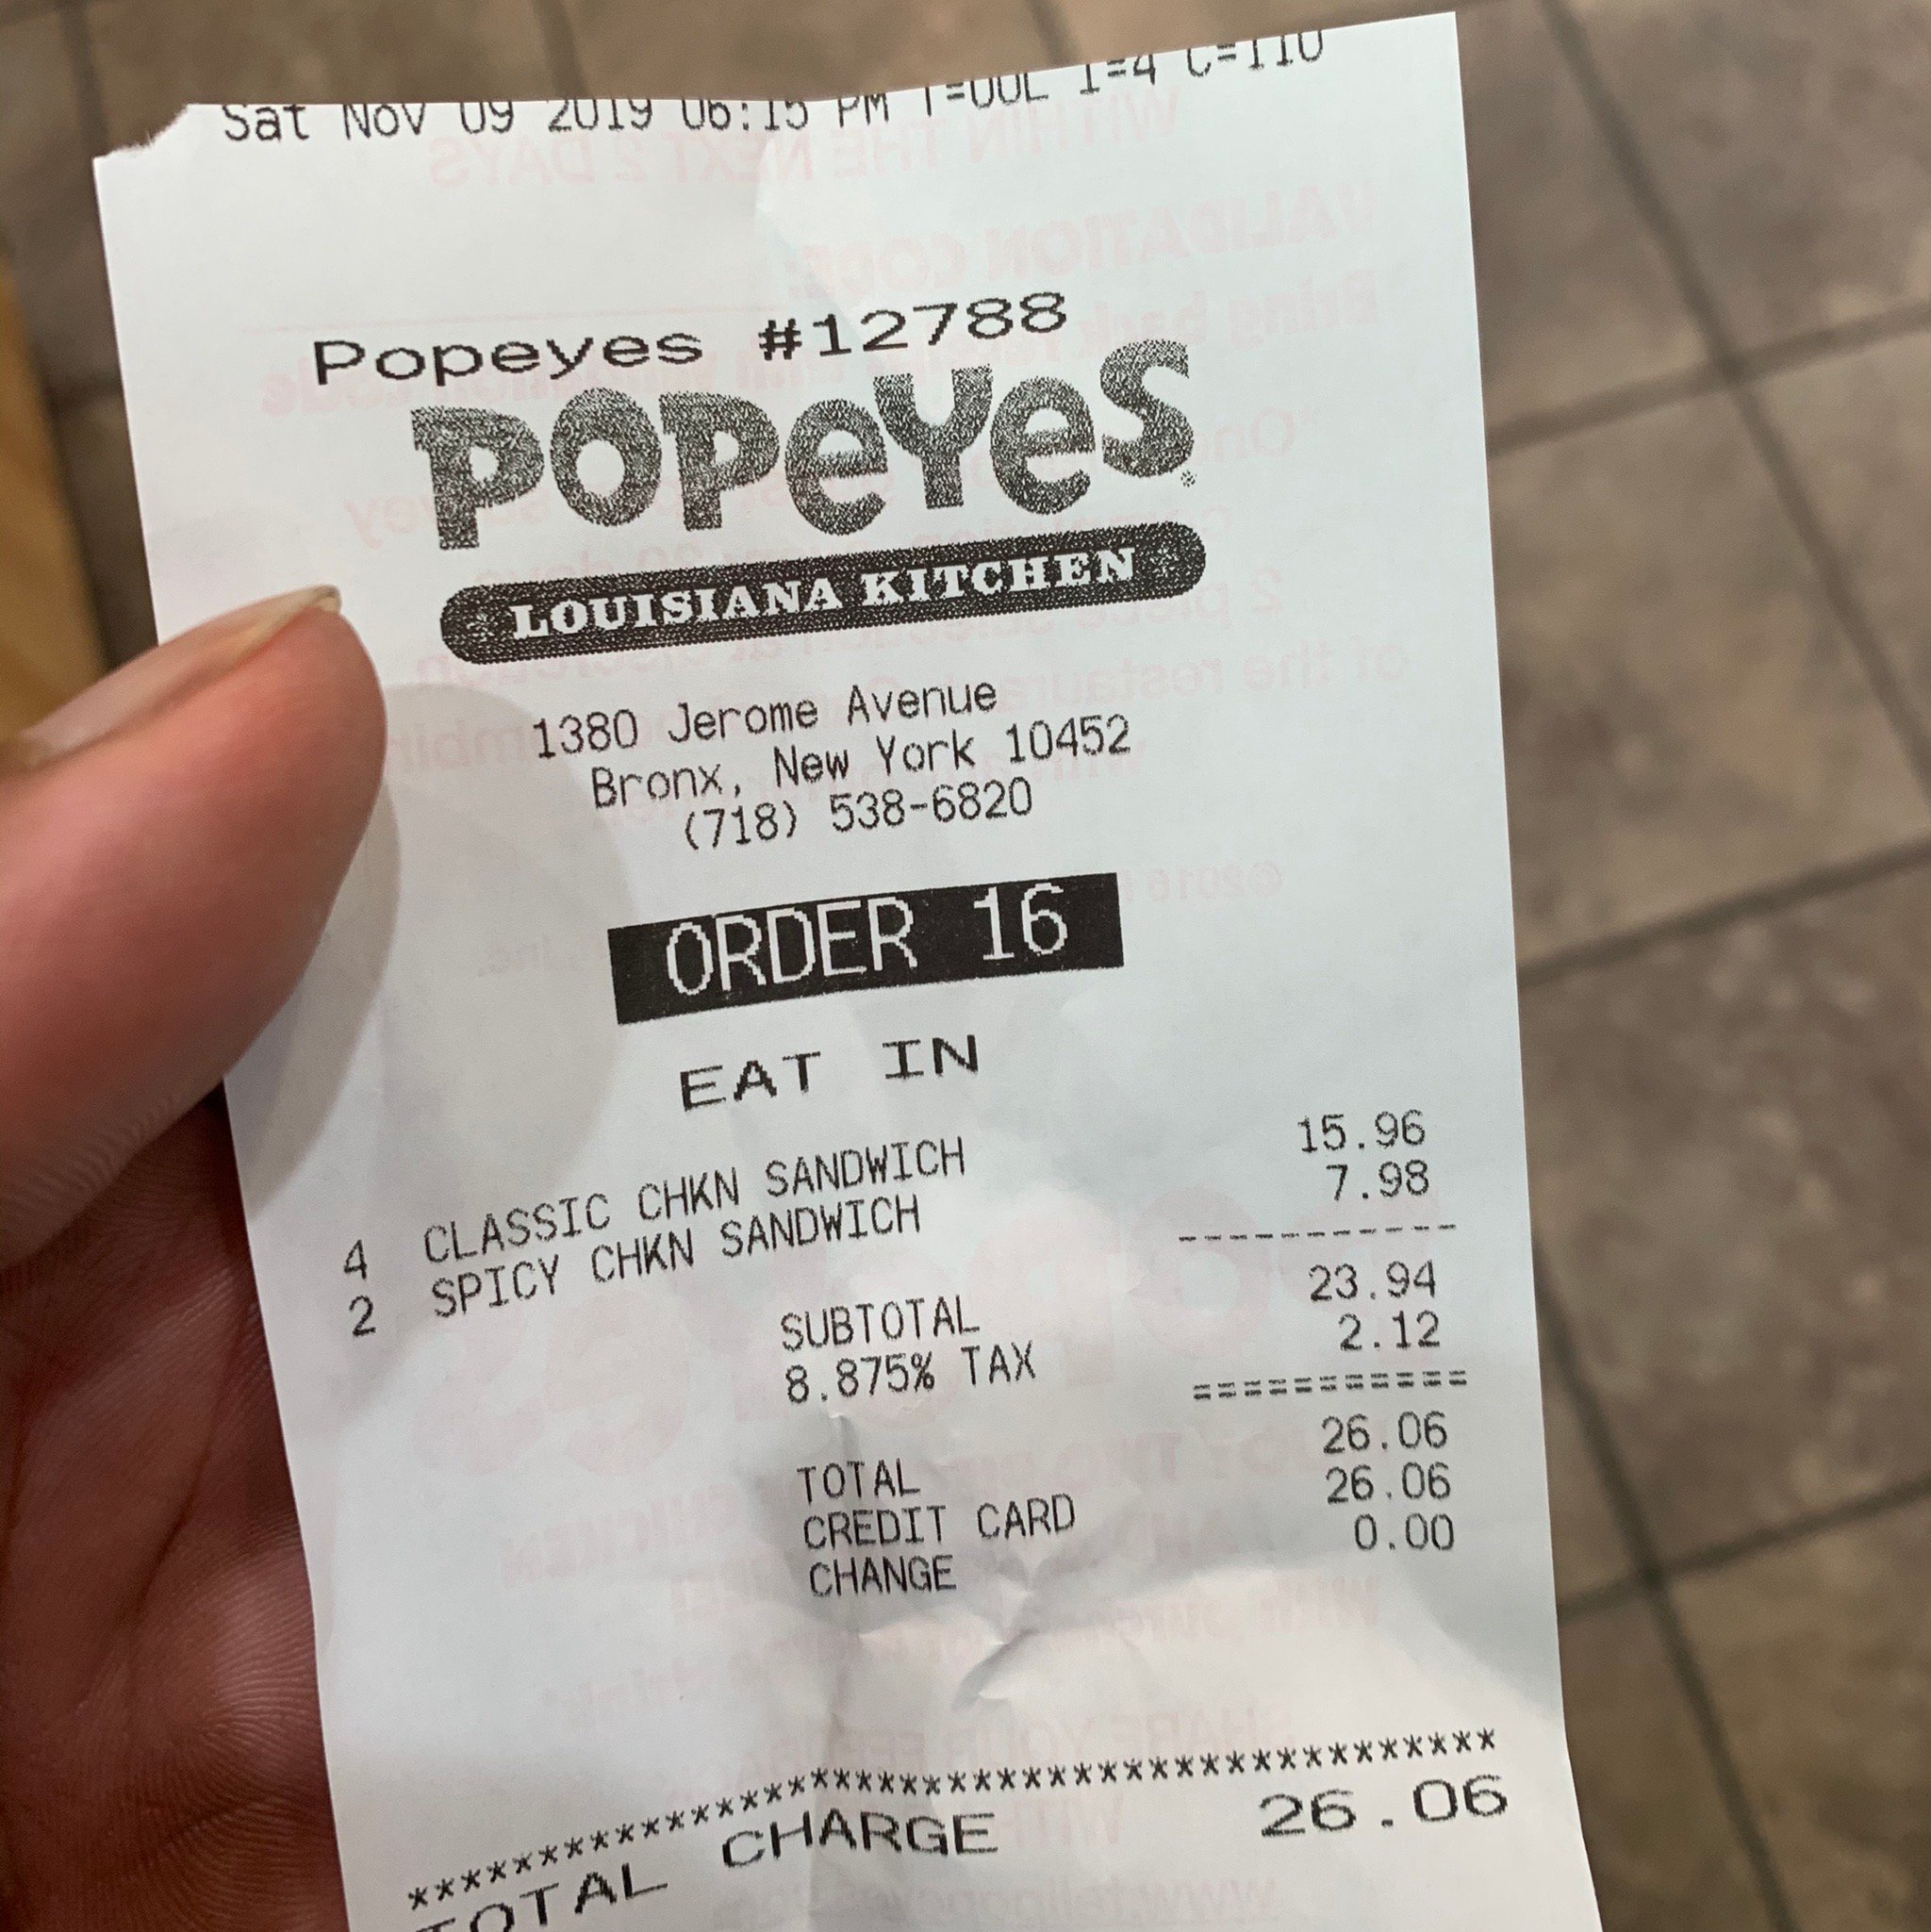 Sat Nov 09 2019 06:15 PM T=00L I=4 C=110
Popeyes #12788
POPEYES
LOUISIANA KITCHEN
1380 Jerome Avenue
Bronx, New York 10452
(718) 538-6820
ORDER 16
EAT IN
4 CLASSIC CHKN SANDWICH 15.96
2 SPICY CHKN SANDWICH 7.98
----------
SUBTOTAL 23.94
8.875% TAX 2.12
===========
TOTAL 26.06
CREDIT CARD 26.06
CHANGE 0.00
****************************************
TOTAL CHARGE 26.06